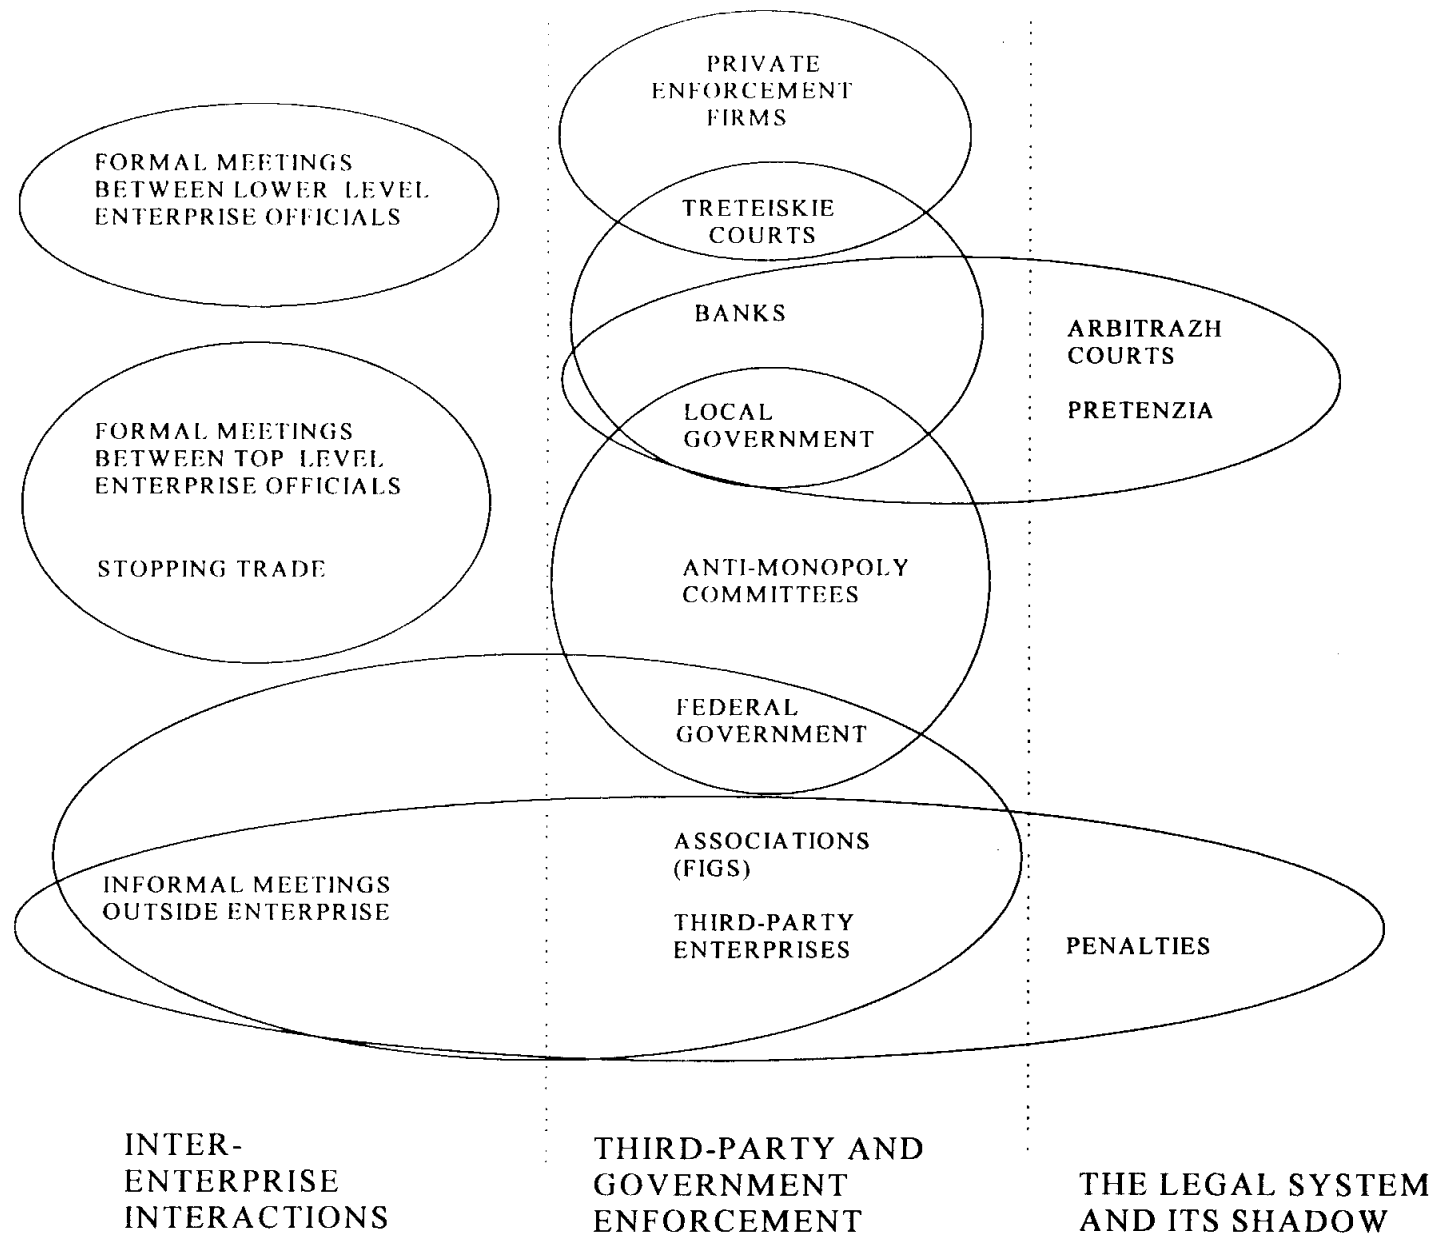 PRIVATE
ENFORCEMENT
FIRMS
FORMAL MEETINGS
BETWEEN LOWER LEVEL
ENTERPRISE OFFICIALS
TRETEISKIE
COURTS
BANKS
ARBITRAZH
COURTS
PRETENZIA
LOCAL
GOVERNMENT
FORMAL MEETINGS
BETWEEN TOP LEVEL
ENTERPRISE OFFICIALS
STOPPING TRADE
ANTI-MONOPOLY
COMMITTEES
FEDERAL
GOVERNMENT
ASSOCIATIONS
(FIGS)
INFORMAL MEETINGS
OUTSIDE ENTERPRISE
THIRD-PARTY
ENTERPRISES
PENALTIES
INTER-
ENTERPRISE
INTERACTIONS
THIRD-PARTY AND
GOVERNMENT
ENFORCEMENT
THE LEGAL SYSTEM
AND ITS SHADOW